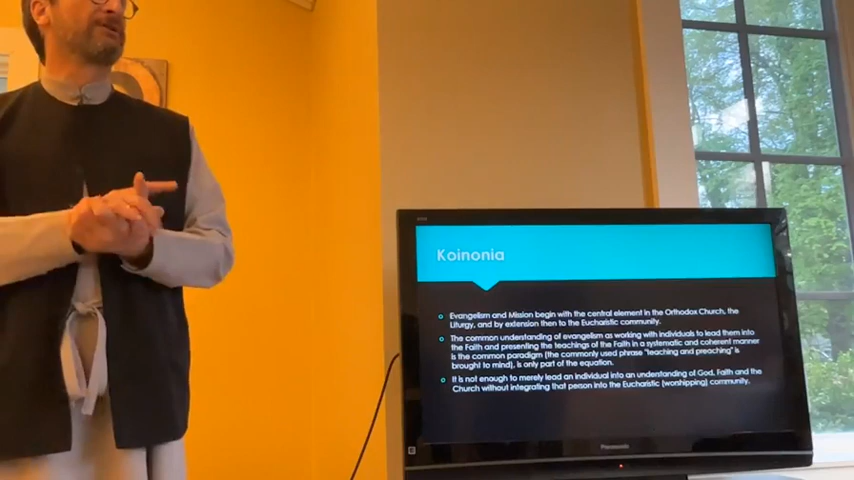 Koinonia
Evangelism and Mission begin with the central element in the Orthodox Church, the
Liturgy, and by extension then to the Eucharistic community.
The common understanding of evangelism as working with individuals to lead them into
the Faith and presenting the teachings of the Faith in a systematic and coherent manner
is the common paradigm (the commonly used phrase "teaching and preaching" is
brought to mind), is only part of the equation.
It is not enough to merely lead an individual into an understanding of God, Faith and the
Church without integrating that person into the Eucharistic (worshipping) community.
Panasonic